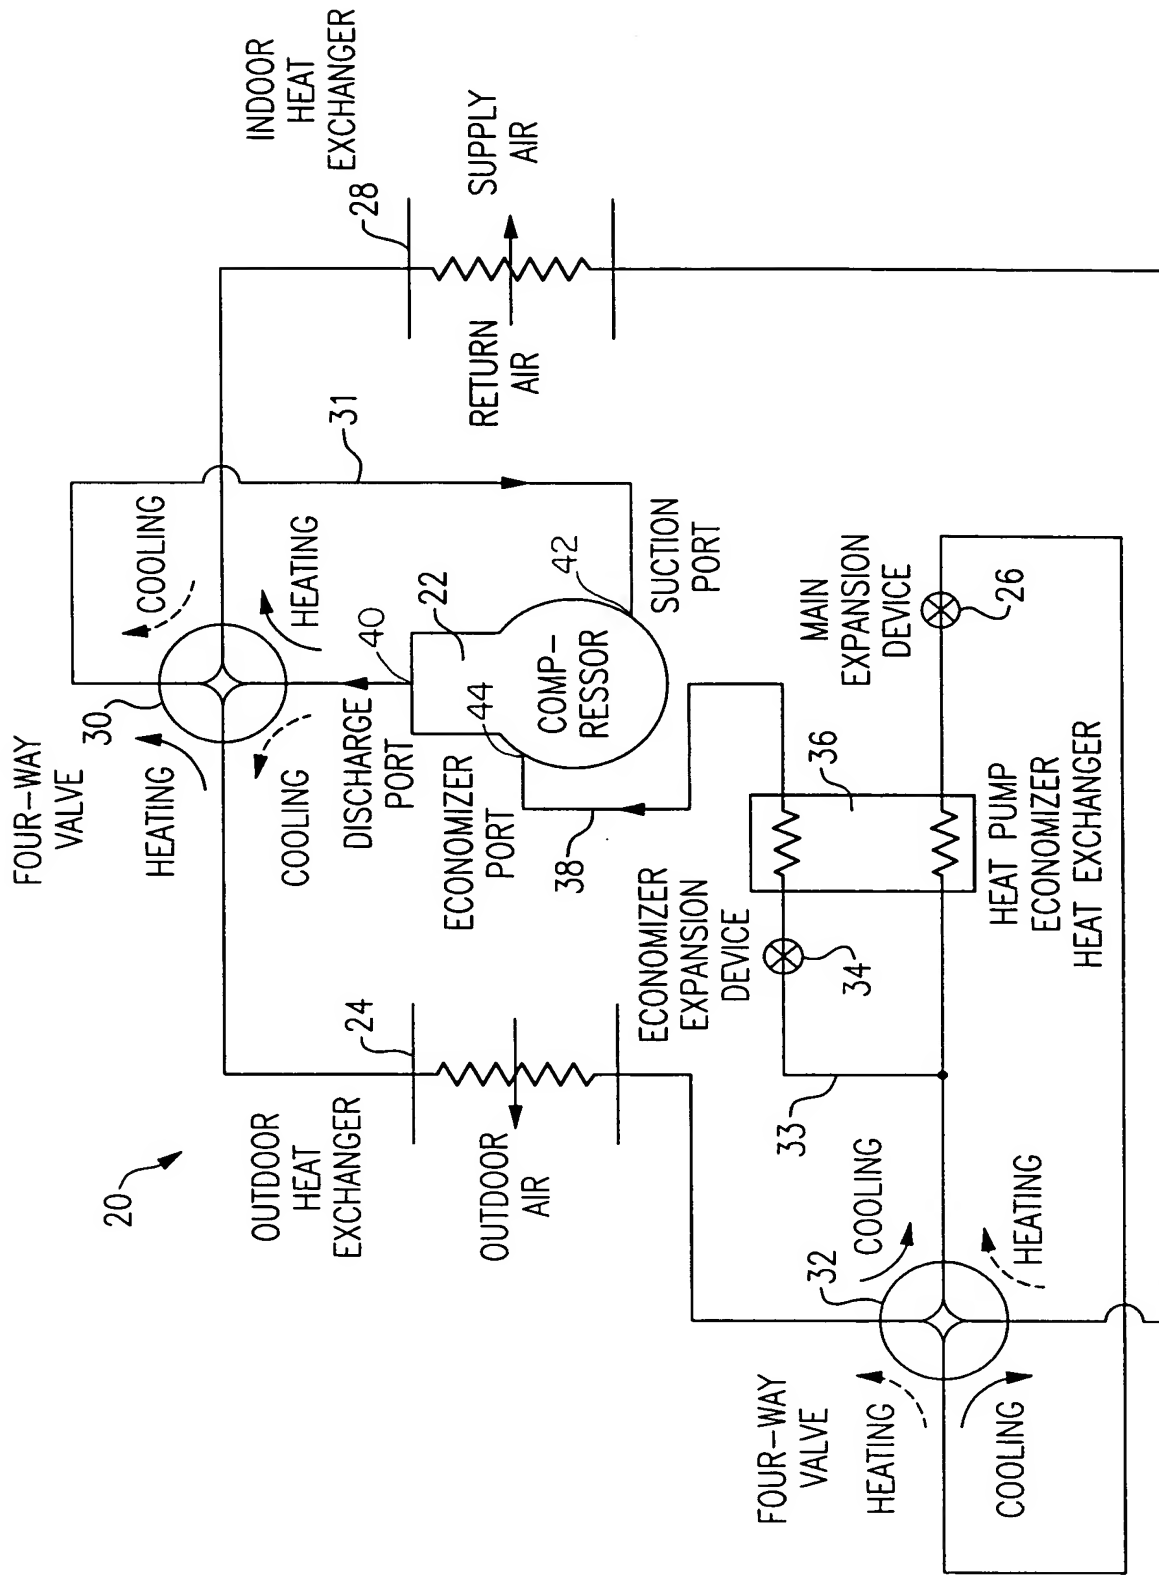 FOUR-WAY
VALVE
30
HEATING
COOLING
COOLING
HEATING
31
INDOOR
HEAT
EXCHANGER
28
SUPPLY
AIR
RETURN
AIR
20
OUTDOOR
HEAT
EXCHANGER
24
OUTDOOR
AIR
DISCHARGE
PORT
40
ECONOMIZER
PORT
44
22
COMP-
RESSOR
42
SUCTION
PORT
38
ECONOMIZER
EXPANSION
DEVICE
34
33
36
HEAT PUMP
ECONOMIZER
HEAT EXCHANGER
MAIN
EXPANSION
DEVICE
26
FOUR-WAY
VALVE
32
COOLING
HEATING
HEATING
COOLING